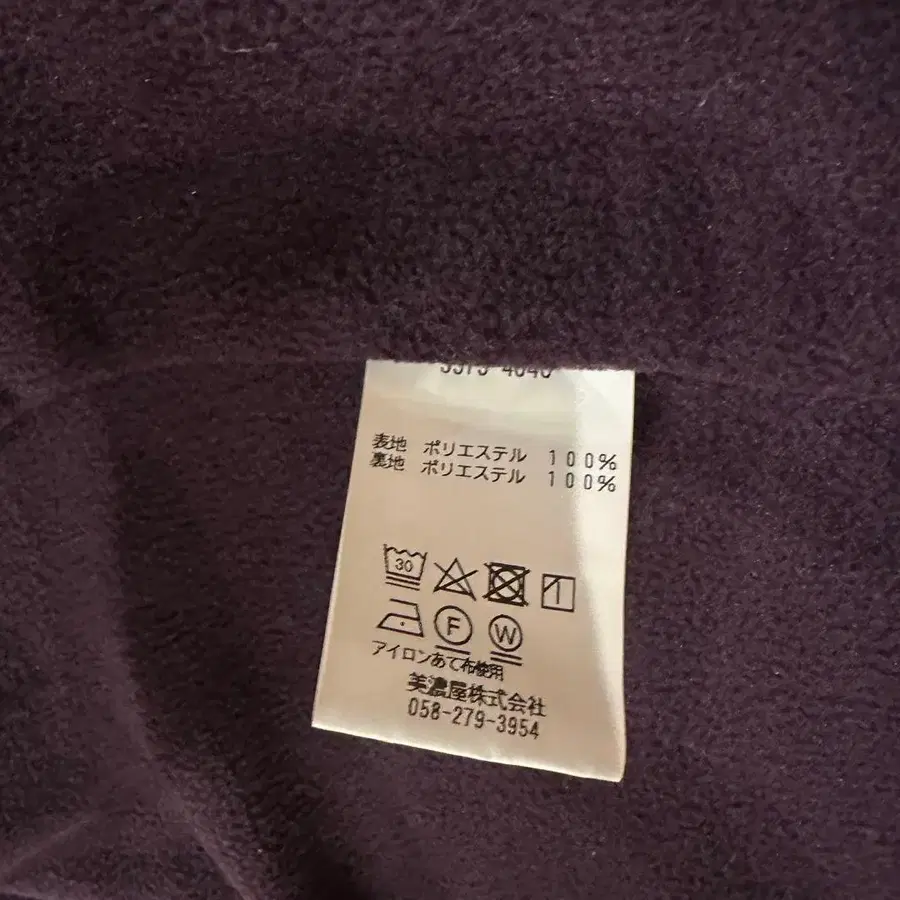 表地 ポリエステル 100%
裏地 ポリエステル 100%
30
F W
アイロンあて布使用
美濃屋株式会社
058-279-3954